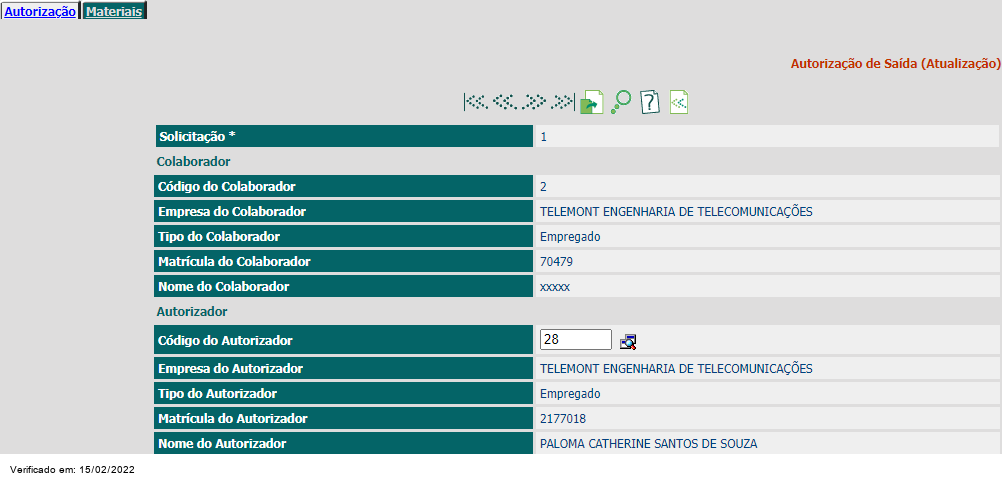 Autorização Materiais
Autorização de Saída (Atualização)
Solicitação * 1
Colaborador
Código do Colaborador 2
Empresa do Colaborador TELEMONT ENGENHARIA DE TELECOMUNICAÇÕES
Tipo do Colaborador Empregado
Matrícula do Colaborador 70479
Nome do Colaborador xxxxx
Autorizador
Código do Autorizador 28
Empresa do Autorizador TELEMONT ENGENHARIA DE TELECOMUNICAÇÕES
Tipo do Autorizador Empregado
Matrícula do Autorizador 2177018
Nome do Autorizador PALOMA CATHERINE SANTOS DE SOUZA
Verificado em: 15/02/2022